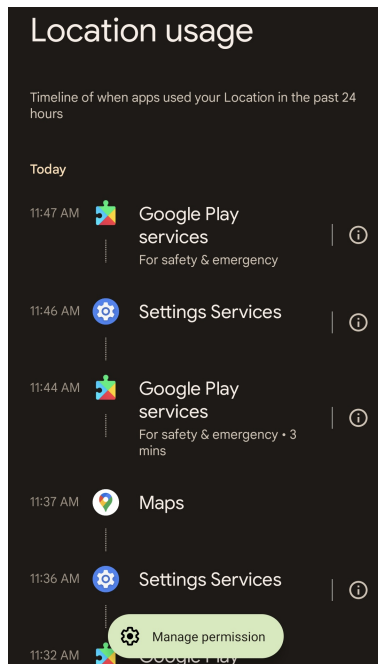 Location usage
Timeline of when apps used your Location in the past 24
hours
Today
11:47 AM
Google Play
services
For safety & emergency
11:46 AM
Settings Services
11:44 AM
Google Play
services
For safety & emergency • 3
mins
11:37 AM
Maps
11:36 AM
Settings Services
Manage permission
11:32 AM
Google Play